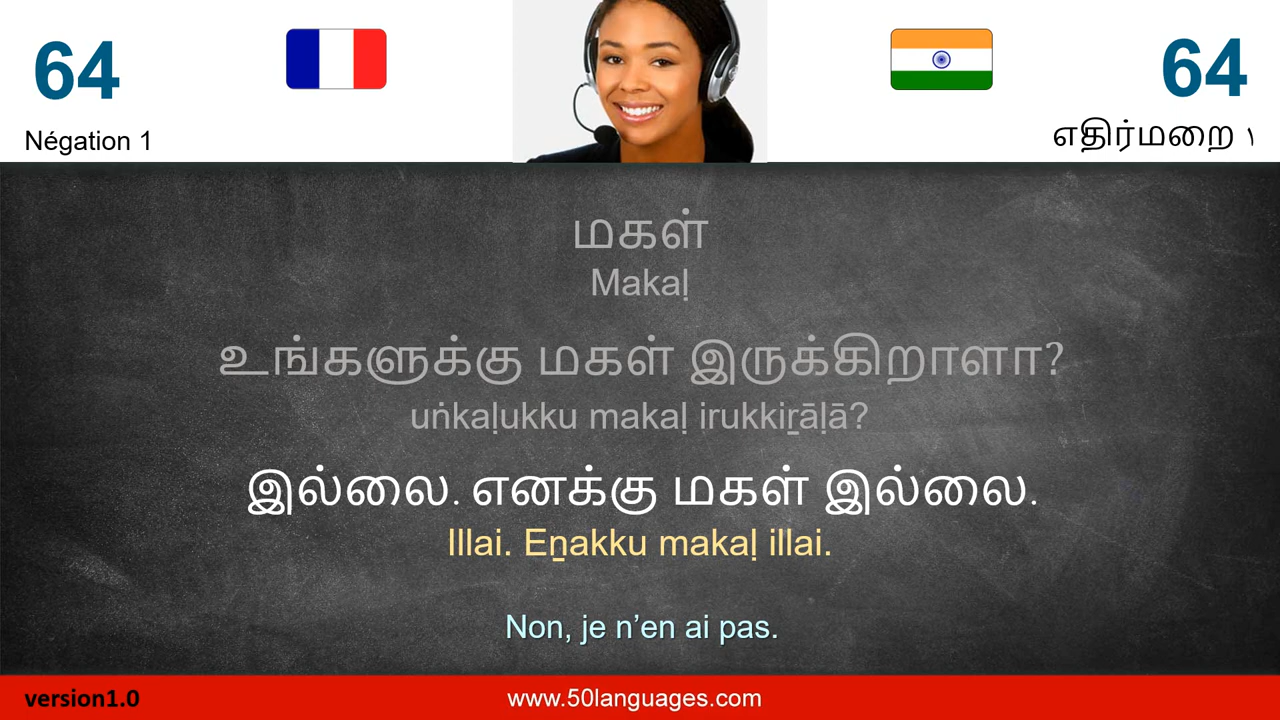 64
64
Négation 1
எதிர்மறை ١
மகள்
Makaḷ
உங்களுக்கு மகள் இருக்கிறாளா?
uṅkaḷukku makaḷ irukkiṟāḷā?
இல்லை. எனக்கு மகள் இல்லை.
Illai. Eṉakku makaḷ illai.
Non, je n’en ai pas.
version1.0
www.50languages.com